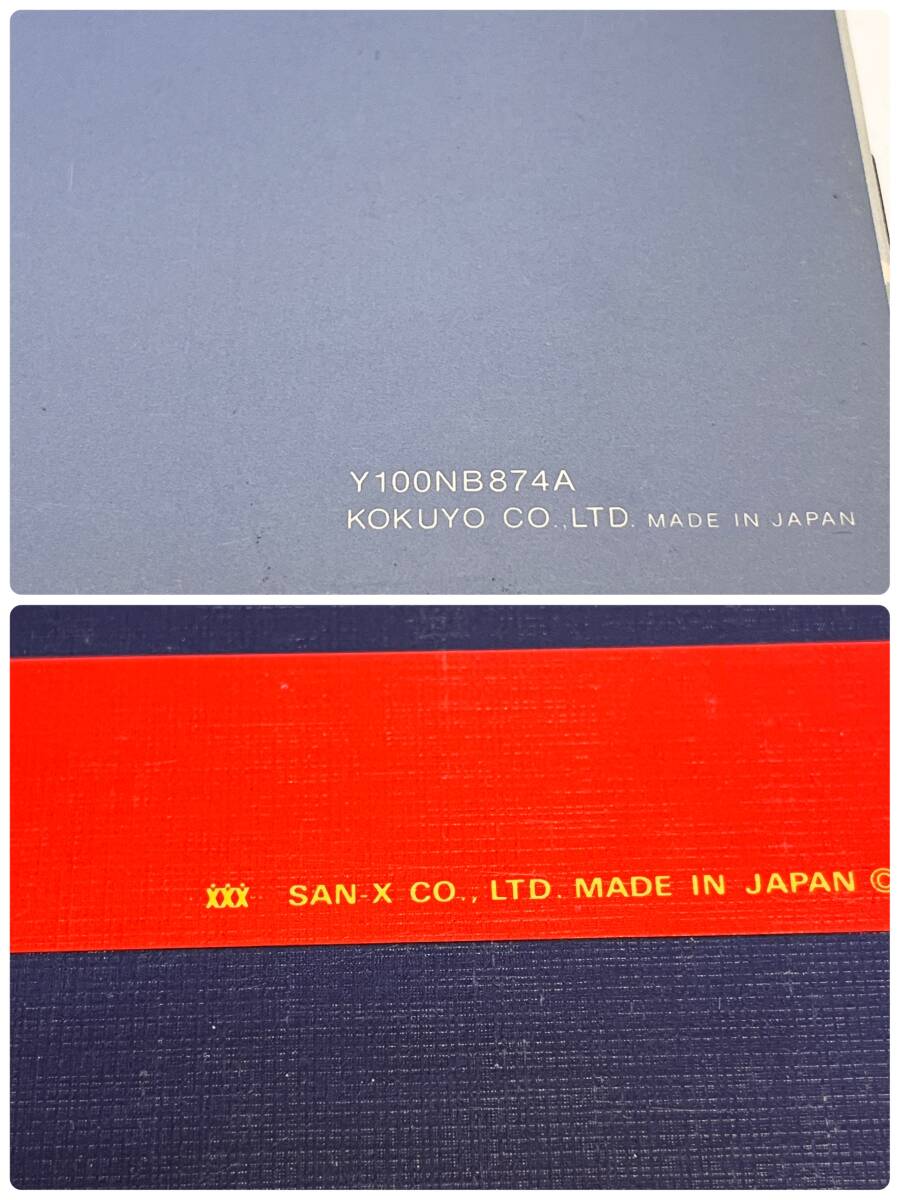 Y100NB874A
KOKUYO CO.,LTD. MADE IN JAPAN
XXX SAN-X CO., LTD. MADE IN JAPAN ©